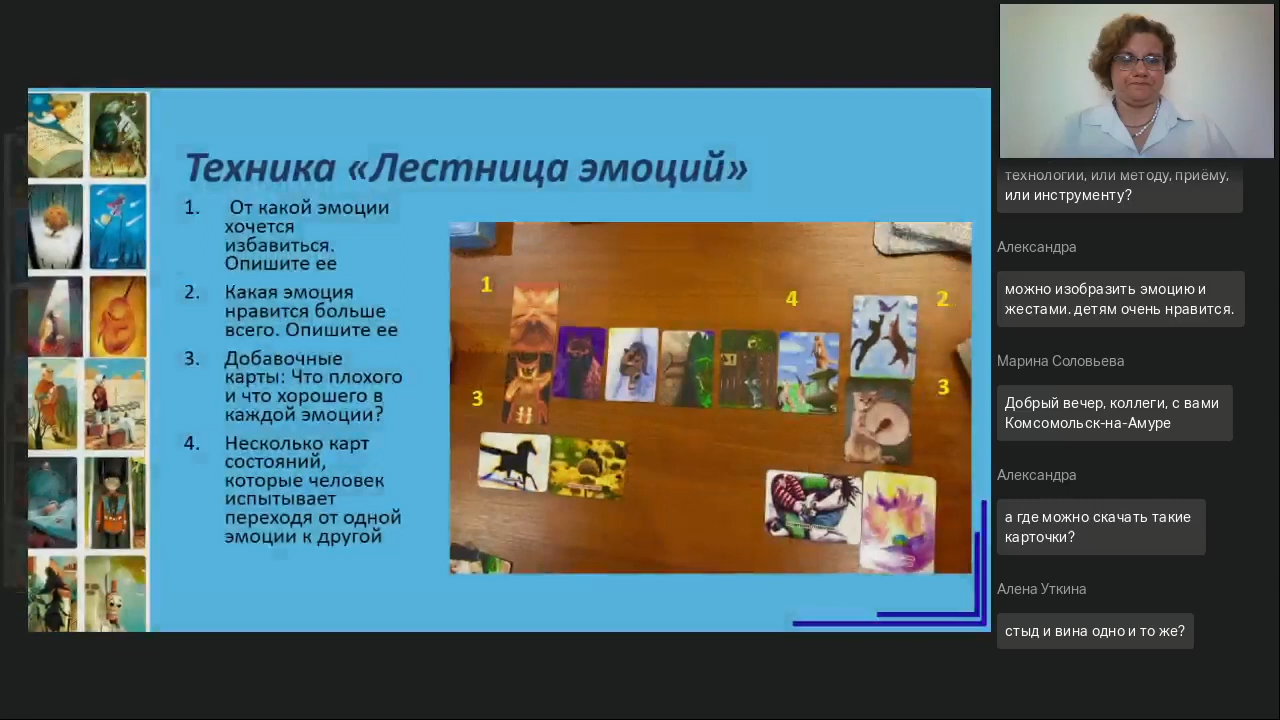 Техника «Лестница эмоций»
1. От какой эмоции
хочется
избавиться.
Опишите ее
2. Какая эмоция
нравится больше
всего. Опишите ее
3. Добавочные
карты: Что плохого
и что хорошего в
каждой эмоции?
4. Несколько карт
состояний,
которые человек
испытывает
переходя от одной
эмоции к другой
1
4
2
3
3
технологии, или методу, приёму,
или инструменту?
Александра
можно изобразить эмоцию и
жестами. детям очень нравится.
Марина Соловьева
Добрый вечер, коллеги, с вами
Комсомольск-на-Амуре
Александра
а где можно скачать такие
карточки?
Алена Уткина
стыд и вина одно и то же?